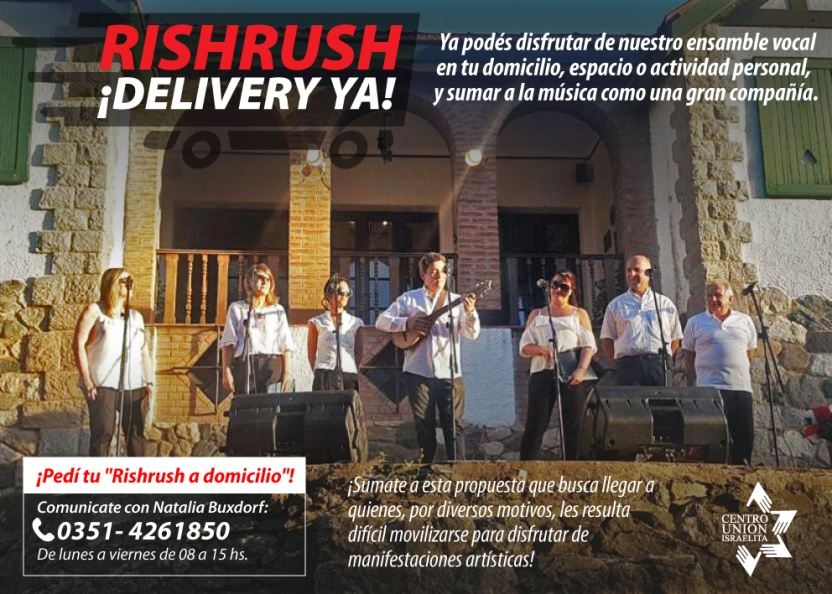 RISHRUSH
¡DELIVERY YA!
Ya podés disfrutar de nuestro ensamble vocal
en tu domicilio, espacio o actividad personal,
y sumar a la música como una gran compañía.
¡Pedí tu "Rishrush a domicilio"!
Comunicate con Natalia Buxdorf:
0351- 4261850
De lunes a viernes de 08 a 15 hs.
¡Sumate a esta propuesta que busca llegar a
quienes, por diversos motivos, les resulta
difícil movilizarse para disfrutar de
manifestaciones artísticas!
CENTRO
UNION
ISRAELITA